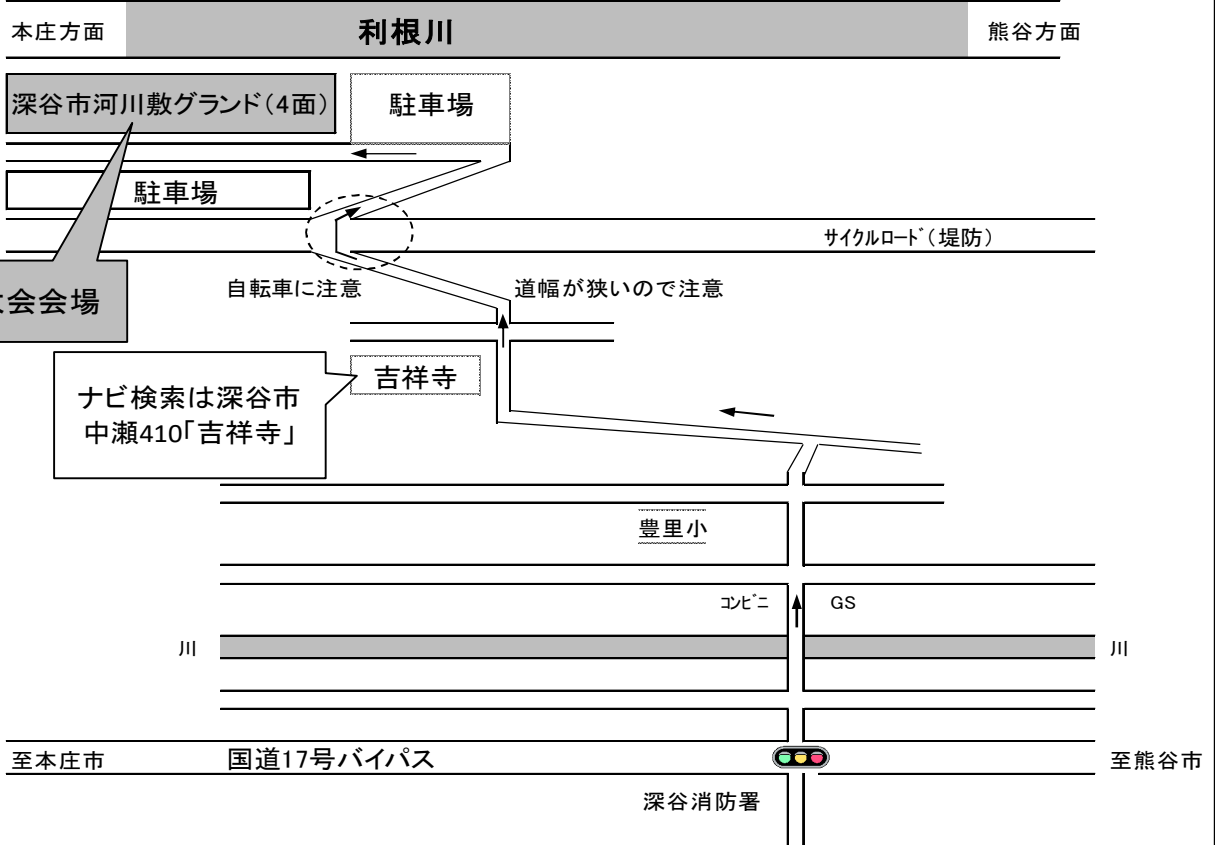 本庄方面
利根川
熊谷方面
深谷市河川敷グランド(4面)
駐車場
駐車場
サイクルロード(堤防)
自転車に注意
道幅が狭いので注意
会会場
吉祥寺
ナビ検索は深谷市
中瀬410「吉祥寺」
豊里小
コンビニ
GS
川
川
至本庄市
国道17号バイパス
至熊谷市
深谷消防署